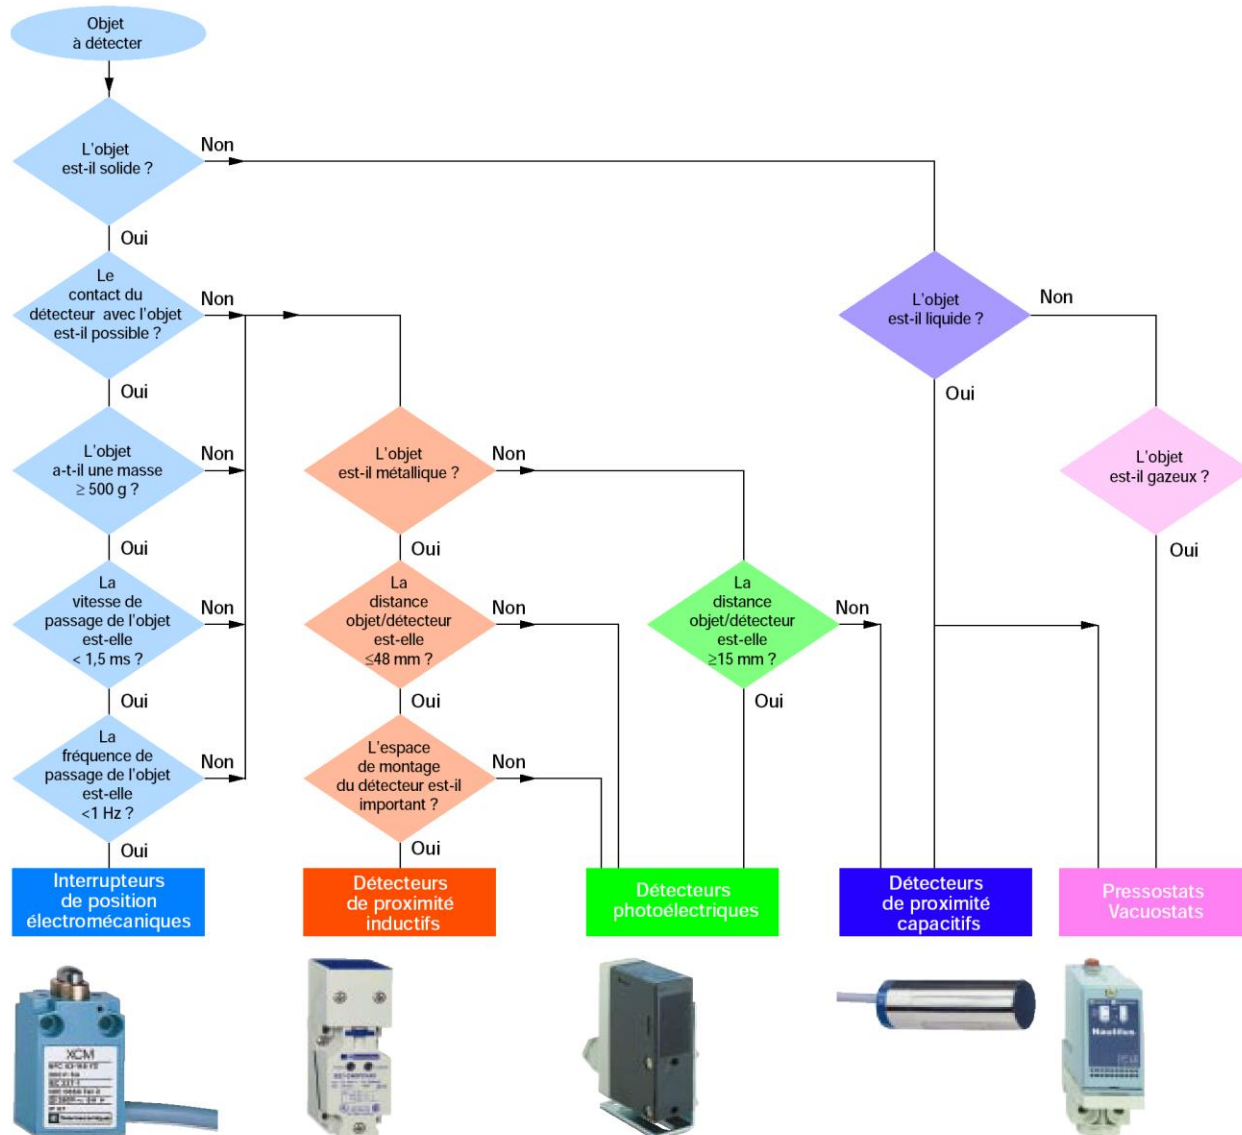 Objet
à détecter
L'objet
est-il solide ?
Non
Oui
Le
contact du
détecteur avec l'objet
est-il possible ?
Non
Oui
L'objet
est-il liquide ?
Non
Oui
L'objet
a-t-il une masse
≥ 500 g ?
Non
Oui
L'objet
est-il métallique ?
Non
Oui
L'objet
est-il gazeux ?
Oui
La
vitesse de
passage de l'objet
est-elle
< 1,5 ms ?
Non
Oui
La
distance
objet/détecteur
est-elle
≤48 mm ?
Non
Oui
La
distance
objet/détecteur
est-elle
≥15 mm ?
Non
Oui
La
fréquence de
passage de l'objet
est-elle
<1 Hz ?
Non
Oui
L'espace
de montage
du détecteur est-il
important ?
Non
Oui
Interrupteurs
de position
électromécaniques
Détecteurs
de proximité
inductifs
Détecteurs
photoélectriques
Détecteurs
de proximité
capacitifs
Pressostats
Vacuostats
XCM
Nautilus